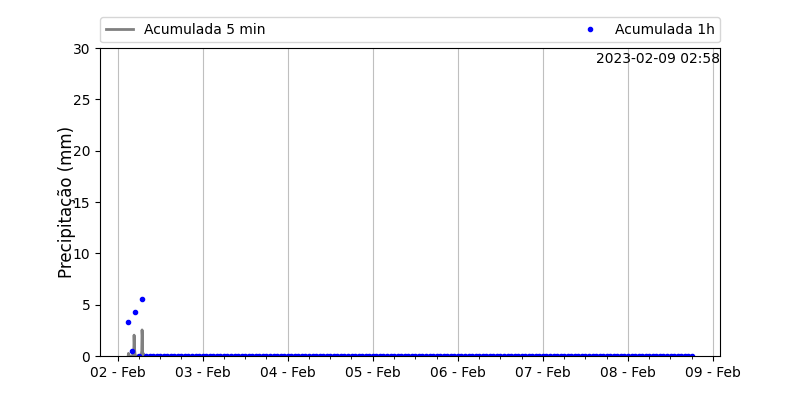 Acumulada 5 min
Acumulada 1h
2023-02-09 02:58
Precipitação (mm)
30
25
20
15
10
5
0
02 - Feb
03 - Feb
04 - Feb
05 - Feb
06 - Feb
07 - Feb
08 - Feb
09 - Feb